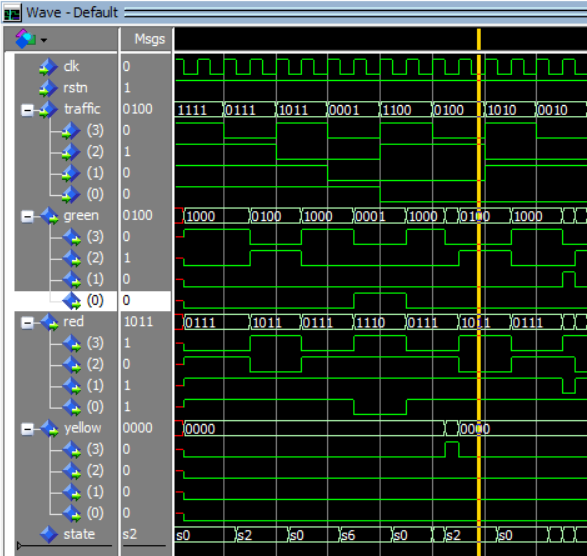 Wave - Default
Msgs
clk 0
rstn 1
traffic 0100 1111 0111 1011 0001 1100 0100 1010 0010
(3) 0
(2) 1
(1) 0
(0) 0
green 0100 1000 0100 1000 0001 1000 0100 1000
(3) 0
(2) 1
(1) 0
(0) 0
red 1011 0111 1011 0111 1110 0111 1011 0111
(3) 1
(2) 0
(1) 1
(0) 1
yellow 0000 0000 0000
(3) 0
(2) 0
(1) 0
(0) 0
state s2 s0 s2 s0 s6 s0 s2 s0